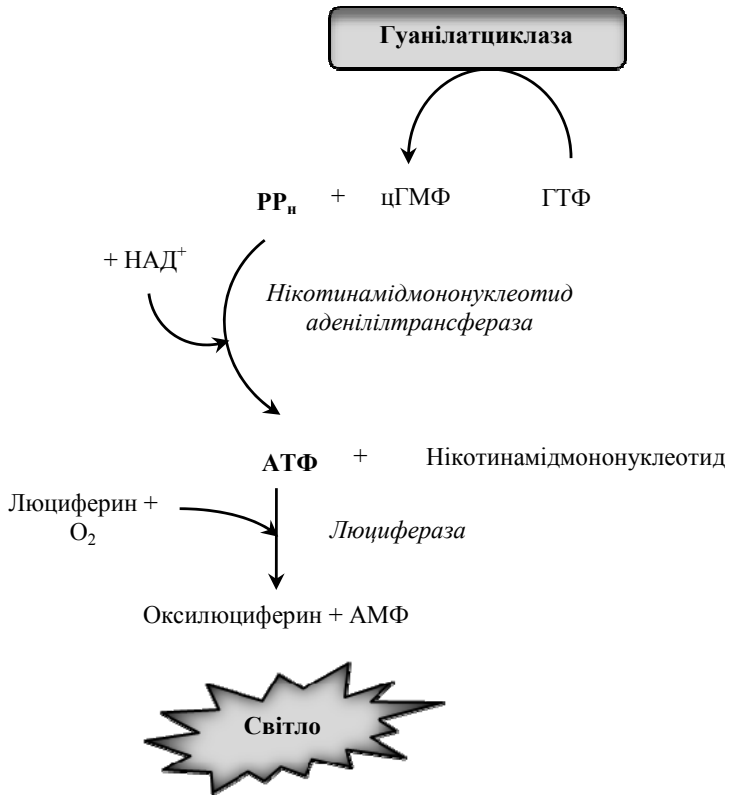 Гуанілатциклаза
PPн + цГМФ ГТФ
+ НАД+
Нікотинамідмононуклеотид
аденілілтрансфераза
АТФ + Нікотинамідмононуклеотид
Люциферин +
O2
Люцифераза
Оксилюциферин + АМФ
Світло